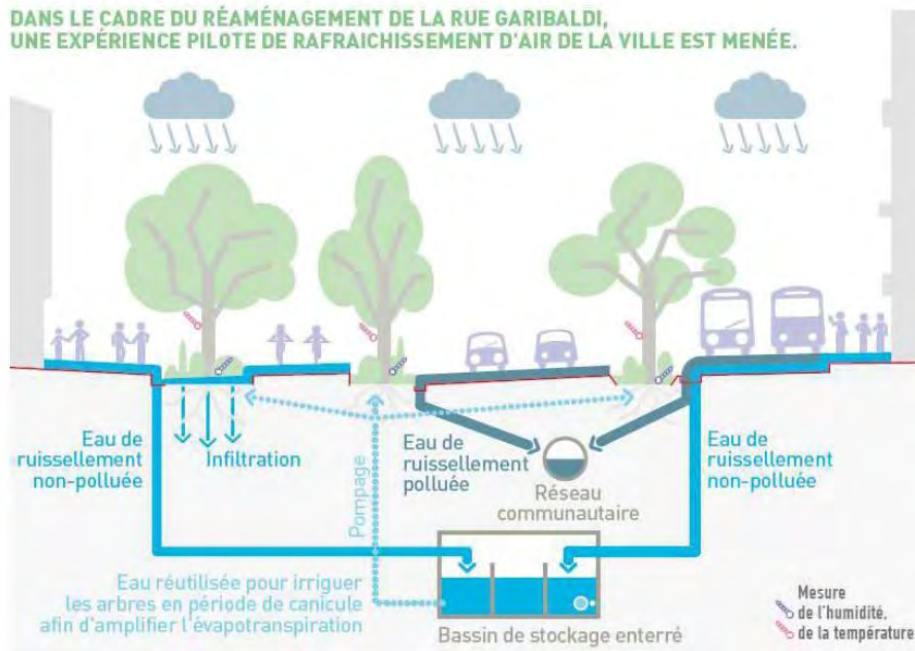 DANS LE CADRE DU RÉAMÉNAGEMENT DE LA RUE GARIBALDI,
UNE EXPÉRIENCE PILOTE DE RAFRAICHISSEMENT D'AIR DE LA VILLE EST MENÉE.
Eau de
ruissellement
non-polluée
Infiltration
Pompage
Eau de
ruissellement
polluée
Réseau
communautaire
Eau de
ruissellement
non-polluée
Eau réutilisée pour irriguer
les arbres en période de canicule
afin d'amplifier l'évapotranspiration
Bassin de stockage enterré
Mesure
de l'humidité,
de la température